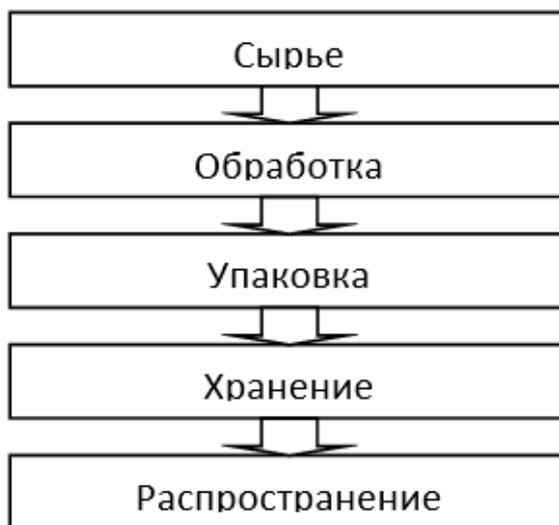 Сырье
Обработка
Упаковка
Хранение
Распространение